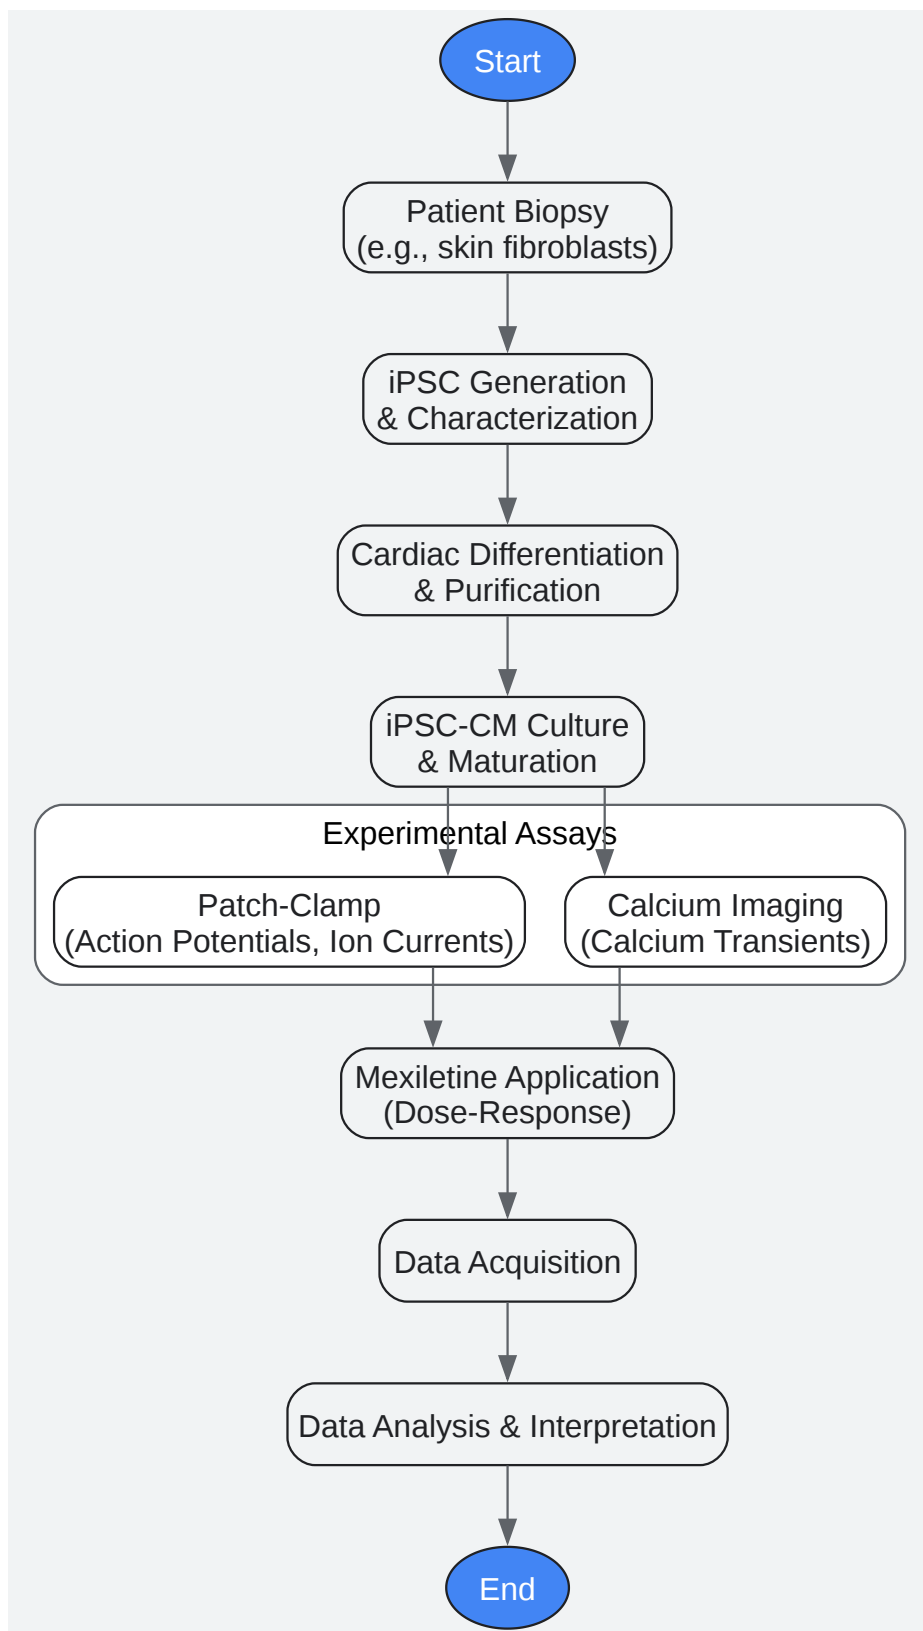 Start
Patient Biopsy
(e.g., skin fibroblasts)
iPSC Generation
& Characterization
Cardiac Differentiation
& Purification
iPSC-CM Culture
& Maturation
Experimental Assays
Patch-Clamp
(Action Potentials, Ion Currents)
Calcium Imaging
(Calcium Transients)
Mexiletine Application
(Dose-Response)
Data Acquisition
Data Analysis & Interpretation
End